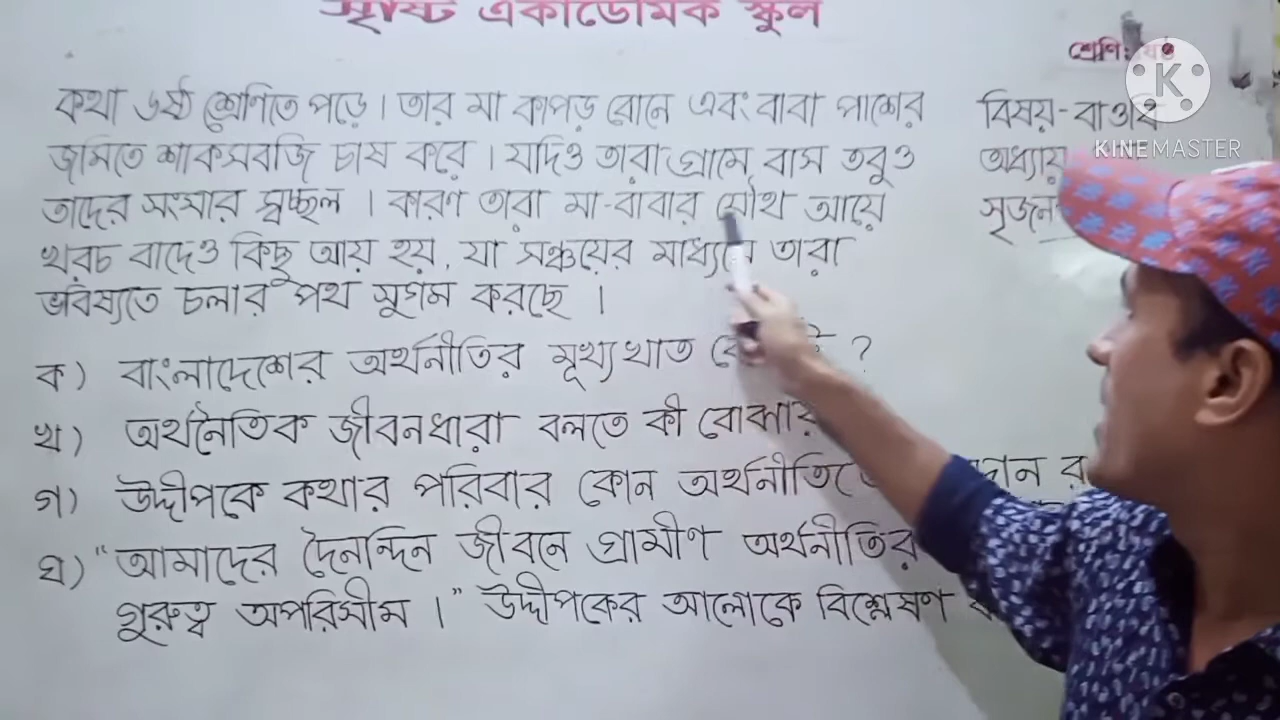 সৃষ্টি একাডেমিক স্কুল
শ্রেণি: ষষ্ঠ
KINEMASTER
কথা ৬ষ্ঠ শ্রেণিতে পড়ে। তার মা কাপড় বোনে এবং বাবা পাশের
জমিতে শাকসবজি চাষ করে। যদিও তারা গ্রামে বাস তবুও
তাদের সংসার স্বচ্ছল। কারণ তারা মা-বাবার যৌথ আয়ে
খরচ বাদেও কিছু আয় হয়, যা সঞ্চয়ের মাধ্যমে তারা
ভবিষ্যতে চলার পথ সুগম করছে।
বিষয়-বাওবি
অধ্যায়
সৃজন
ক) বাংলাদেশের অর্থনীতির মূখ্যখাত ?
খ) অর্থনৈতিক জীবনধারা বলতে কী বোঝায়
গ) উদ্দীপকে কথার পরিবার কোন অর্থনীতিতে
ঘ) "আমাদের দৈনন্দিন জীবনে গ্রামীণ অর্থনীতির
গুরুত্ব অপরিসীম।" উদ্দীপকের আলোকে বিশ্লেষণ